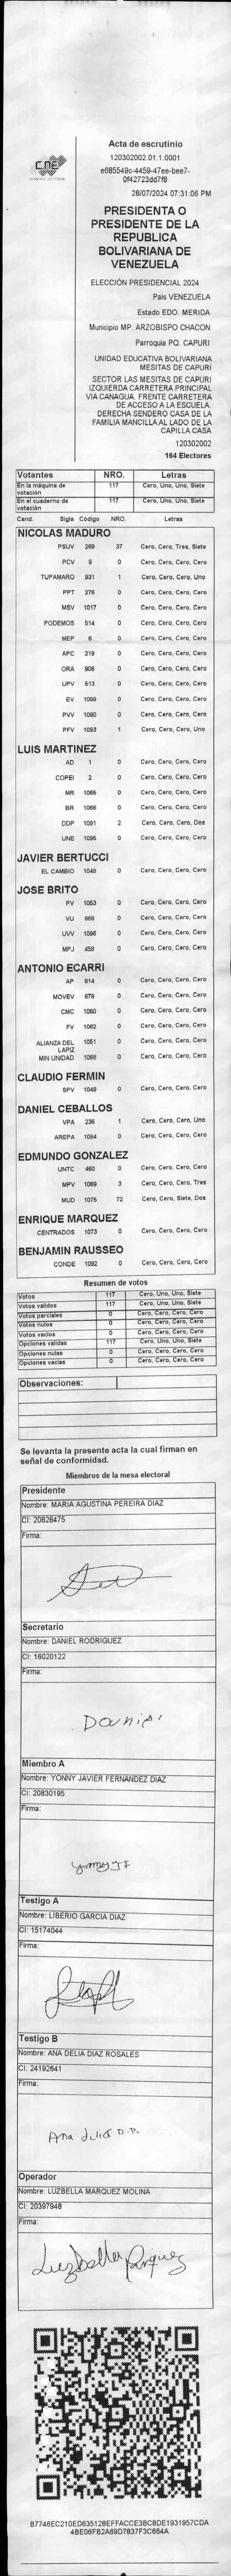 CNE
Acta de escrutinio
120302002.01.1.0001
e685549c-4459-47ee-bee7-
0f42723dd7f8
28/07/2024 07:31:06 PM
PRESIDENTA O
PRESIDENTE DE LA
REPUBLICA
BOLIVARIANA DE
VENEZUELA
ELECCIÓN PRESIDENCIAL 2024
País VENEZUELA
Estado EDO. MERIDA
Municipio MP. ARZOBISPO CHACON
Parroquia PQ. CAPURI
UNIDAD EDUCATIVA BOLIVARIANA
MESITAS DE CAPURI
SECTOR LAS MESITAS DE CAPURI
IZQUIERDA CARRETERA PRINCIPAL
VIA CANAGUA. FRENTE CARRETERA
DE ACCESO A LA ESCUELA.
DERECHA SENDERO CASA DE LA
FAMILIA MANCILLA AL LADO DE LA
CAPILLA CASA
120302002
164 Electores
Votantes NRO. Letras
En la máquina de votación 117 Cero, Uno, Uno, Siete
En el cuaderno de votación 117 Cero, Uno, Uno, Siete
Cand. Sigla Código NRO. Letras
NICOLAS MADURO
PSUV 269 37 Cero, Cero, Tres, Siete
PCV 9 0 Cero, Cero, Cero, Cero
TUPAMARO 931 1 Cero, Cero, Cero, Uno
PPT 276 0 Cero, Cero, Cero, Cero
MSV 1017 0 Cero, Cero, Cero, Cero
PODEMOS 514 0 Cero, Cero, Cero, Cero
MEP 6 0 Cero, Cero, Cero, Cero
APC 219 0 Cero, Cero, Cero, Cero
ORA 906 0 Cero, Cero, Cero, Cero
UPV 513 0 Cero, Cero, Cero, Cero
EV 1089 0 Cero, Cero, Cero, Cero
PVV 1090 0 Cero, Cero, Cero, Cero
PFV 1093 1 Cero, Cero, Cero, Uno
LUIS MARTINEZ
AD 1 0 Cero, Cero, Cero, Cero
COPEI 2 0 Cero, Cero, Cero, Cero
MR 1065 0 Cero, Cero, Cero, Cero
BR 1066 0 Cero, Cero, Cero, Cero
DDP 1091 2 Cero, Cero, Cero, Dos
UNE 1095 0 Cero, Cero, Cero, Cero
JAVIER BERTUCCI
EL CAMBIO 1048 0 Cero, Cero, Cero, Cero
JOSE BRITO
PV 1053 0 Cero, Cero, Cero, Cero
VU 868 0 Cero, Cero, Cero, Cero
UVV 1096 0 Cero, Cero, Cero, Cero
MPJ 458 0 Cero, Cero, Cero, Cero
ANTONIO ECARRI
AP 814 0 Cero, Cero, Cero, Cero
MOVEV 979 0 Cero, Cero, Cero, Cero
CMC 1050 0 Cero, Cero, Cero, Cero
FV 1062 0 Cero, Cero, Cero, Cero
ALIANZA DEL LAPIZ 1051 0 Cero, Cero, Cero, Cero
MIN UNIDAD 1068 0 Cero, Cero, Cero, Cero
CLAUDIO FERMIN
SPV 1049 0 Cero, Cero, Cero, Cero
DANIEL CEBALLOS
VPA 236 1 Cero, Cero, Cero, Uno
AREPA 1094 0 Cero, Cero, Cero, Cero
EDMUNDO GONZALEZ
UNTC 460 0 Cero, Cero, Cero, Cero
MPV 1069 3 Cero, Cero, Cero, Tres
MUD 1076 72 Cero, Cero, Siete, Dos
ENRIQUE MARQUEZ
CENTRADOS 1073 0 Cero, Cero, Cero, Cero
BENJAMIN RAUSSEO
CONDE 1092 0 Cero, Cero, Cero, Cero
Resumen de votos
Votos 117 Cero, Uno, Uno, Siete
Votos validos 117 Cero, Uno, Uno, Siete
Votos parciales 0 Cero, Cero, Cero, Cero
Votos nulos 0 Cero, Cero, Cero, Cero
Votos vacios 0 Cero, Cero, Cero, Cero
Opciones validas 117 Cero, Uno, Uno, Siete
Opciones nulas 0 Cero, Cero, Cero, Cero
Opciones vacias 0 Cero, Cero, Cero, Cero
Observaciones:
Se levanta la presente acta la cual firman en
señal de conformidad.
Miembros de la mesa electoral
Presidente
Nombre: MARIA AGUSTINA PEREIRA DIAZ
CI: 20828475
Firma:
Secretario
Nombre: DANIEL RODRIGUEZ
CI: 16020122
Firma:
Daniel
Miembro A
Nombre: YONNY JAVIER FERNANDEZ DIAZ
CI: 20830195
Firma:
Yonny JF
Testigo A
Nombre: LIBERIO GARCIA DIAZ
CI: 15174044
Firma:
Testigo B
Nombre: ANA DELIA DIAZ ROSALES
CI: 24192641
Firma:
Ana delia D.R.
Operador
Nombre: LUZBELLA MARQUEZ MOLINA
CI: 20397948
Firma:
Luzbella Marquez
B7746EC210ED635128EFFACCE3BC8DE1931957CDA
4BE06FB2A69D7837F3C664A